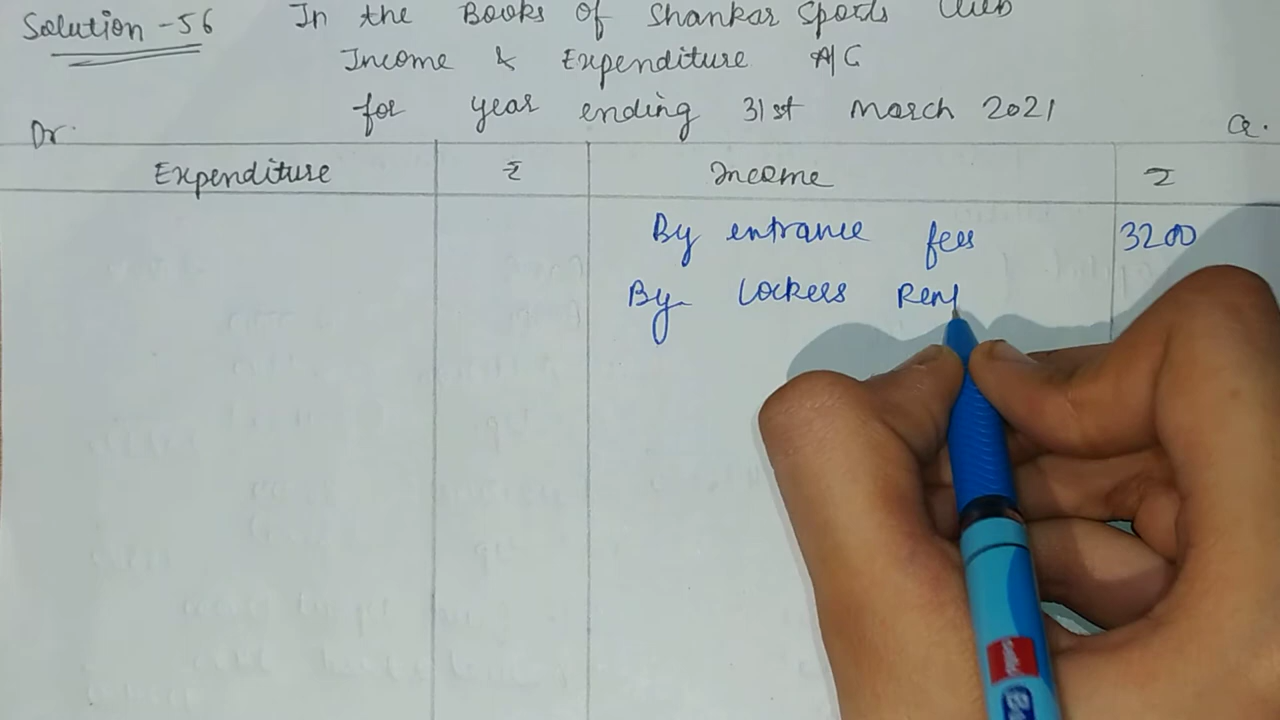 Solution - 56
In the Books of Shankar Sports Club
Income & Expenditure A/C
for year ending 31st March 2021
Dr. Cr.
Expenditure ₹ Income ₹
By entrance fees 3200
By Lockers Rent